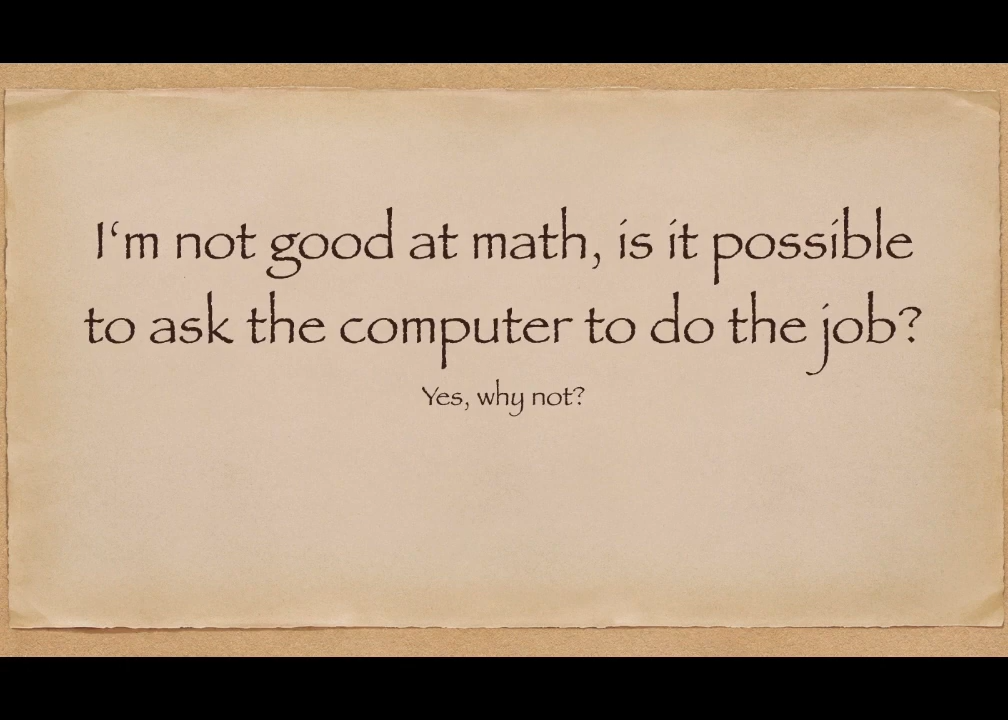 I‘m not good at math, is it possible
to ask the computer to do the job?
Yes, why not?